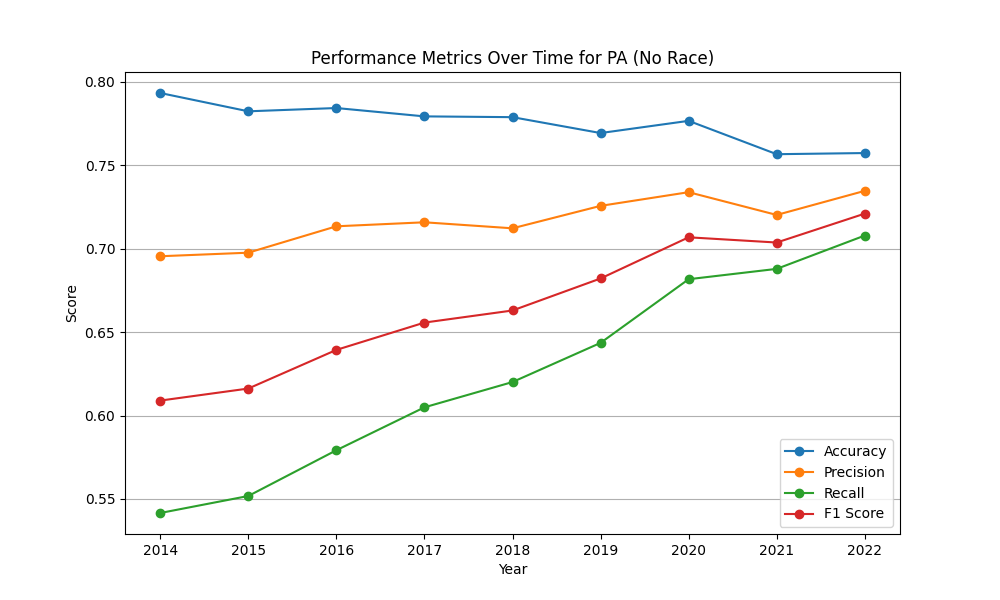 Performance Metrics Over Time for PA (No Race)
0.80
0.75
0.70
0.65
0.60
0.55
Score
2014 2015 2016 2017 2018 2019 2020 2021 2022
Year
Accuracy
Precision
Recall
F1 Score